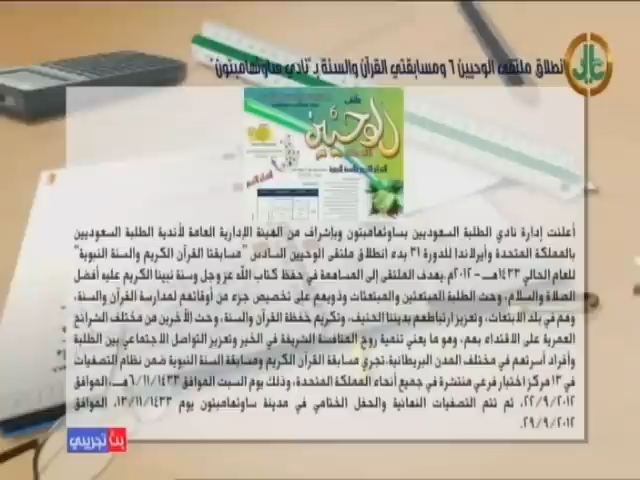 انطلاق ملتقى الوحيين ٦ ومسابقتي القرآن والسنة بـ"نادي ساوثهامبتون"
ملتقى
الوحيين
أعلنت إدارة نادي الطلبة السعوديين بساوثهامبتون وبإشراف من الهيئة الإدارية العامة لأندية الطلبة السعوديين
بالمملكة المتحدة وأيرلاندا للدورة ٣١ بدء انطلاق ملتقى الوحيين السادس "مسابقتا القرآن الكريم والسنة النبوية"
للعام الحالي ١٤٣٣هـ - ٢٠١٢م، بهدف الملتقى إلى المساهمة في حفظ كتاب الله عز وجل وسنة نبينا الكريم عليه أفضل
الصلاة والسلام، وحث الطلبة المبتعثين والمبتعثات وذويهم على تخصيص جزء من أوقاتهم لمدارسة القرآن والسنة،
وهم في بلد الابتعاث، وتعزيز ارتباطهم بديننا الحنيف، وتكريم حفظة القرآن والسنة، وحث الآخرين من مختلف الشرائح
العمرية على الاقتداء بهم، وهو ما يعني تنمية روح المنافسة الشريفة في الخير وتعزيز التواصل الاجتماعي بين الطلبة
وأفراد أسرتهم في مختلف المدن البريطانية، تجري مسابقة القرآن الكريم ومسابقة السنة النبوية ضمن نظام التصفيات
في ١٣ مركز اختبار فرعي منتشرة في جميع أنحاء المملكة المتحدة، وذلك يوم السبت الموافق ٦/١١/١٤٣٣هـ، الموافق
٢٢/٩/٢٠١٢، ثم تتم التصفيات النهائية والحفل الختامي في مدينة ساوثهامبتون يوم ١٣/١١/١٤٣٣، الموافق
٢٩/٩/٢٠١٢.
بث تجريبي